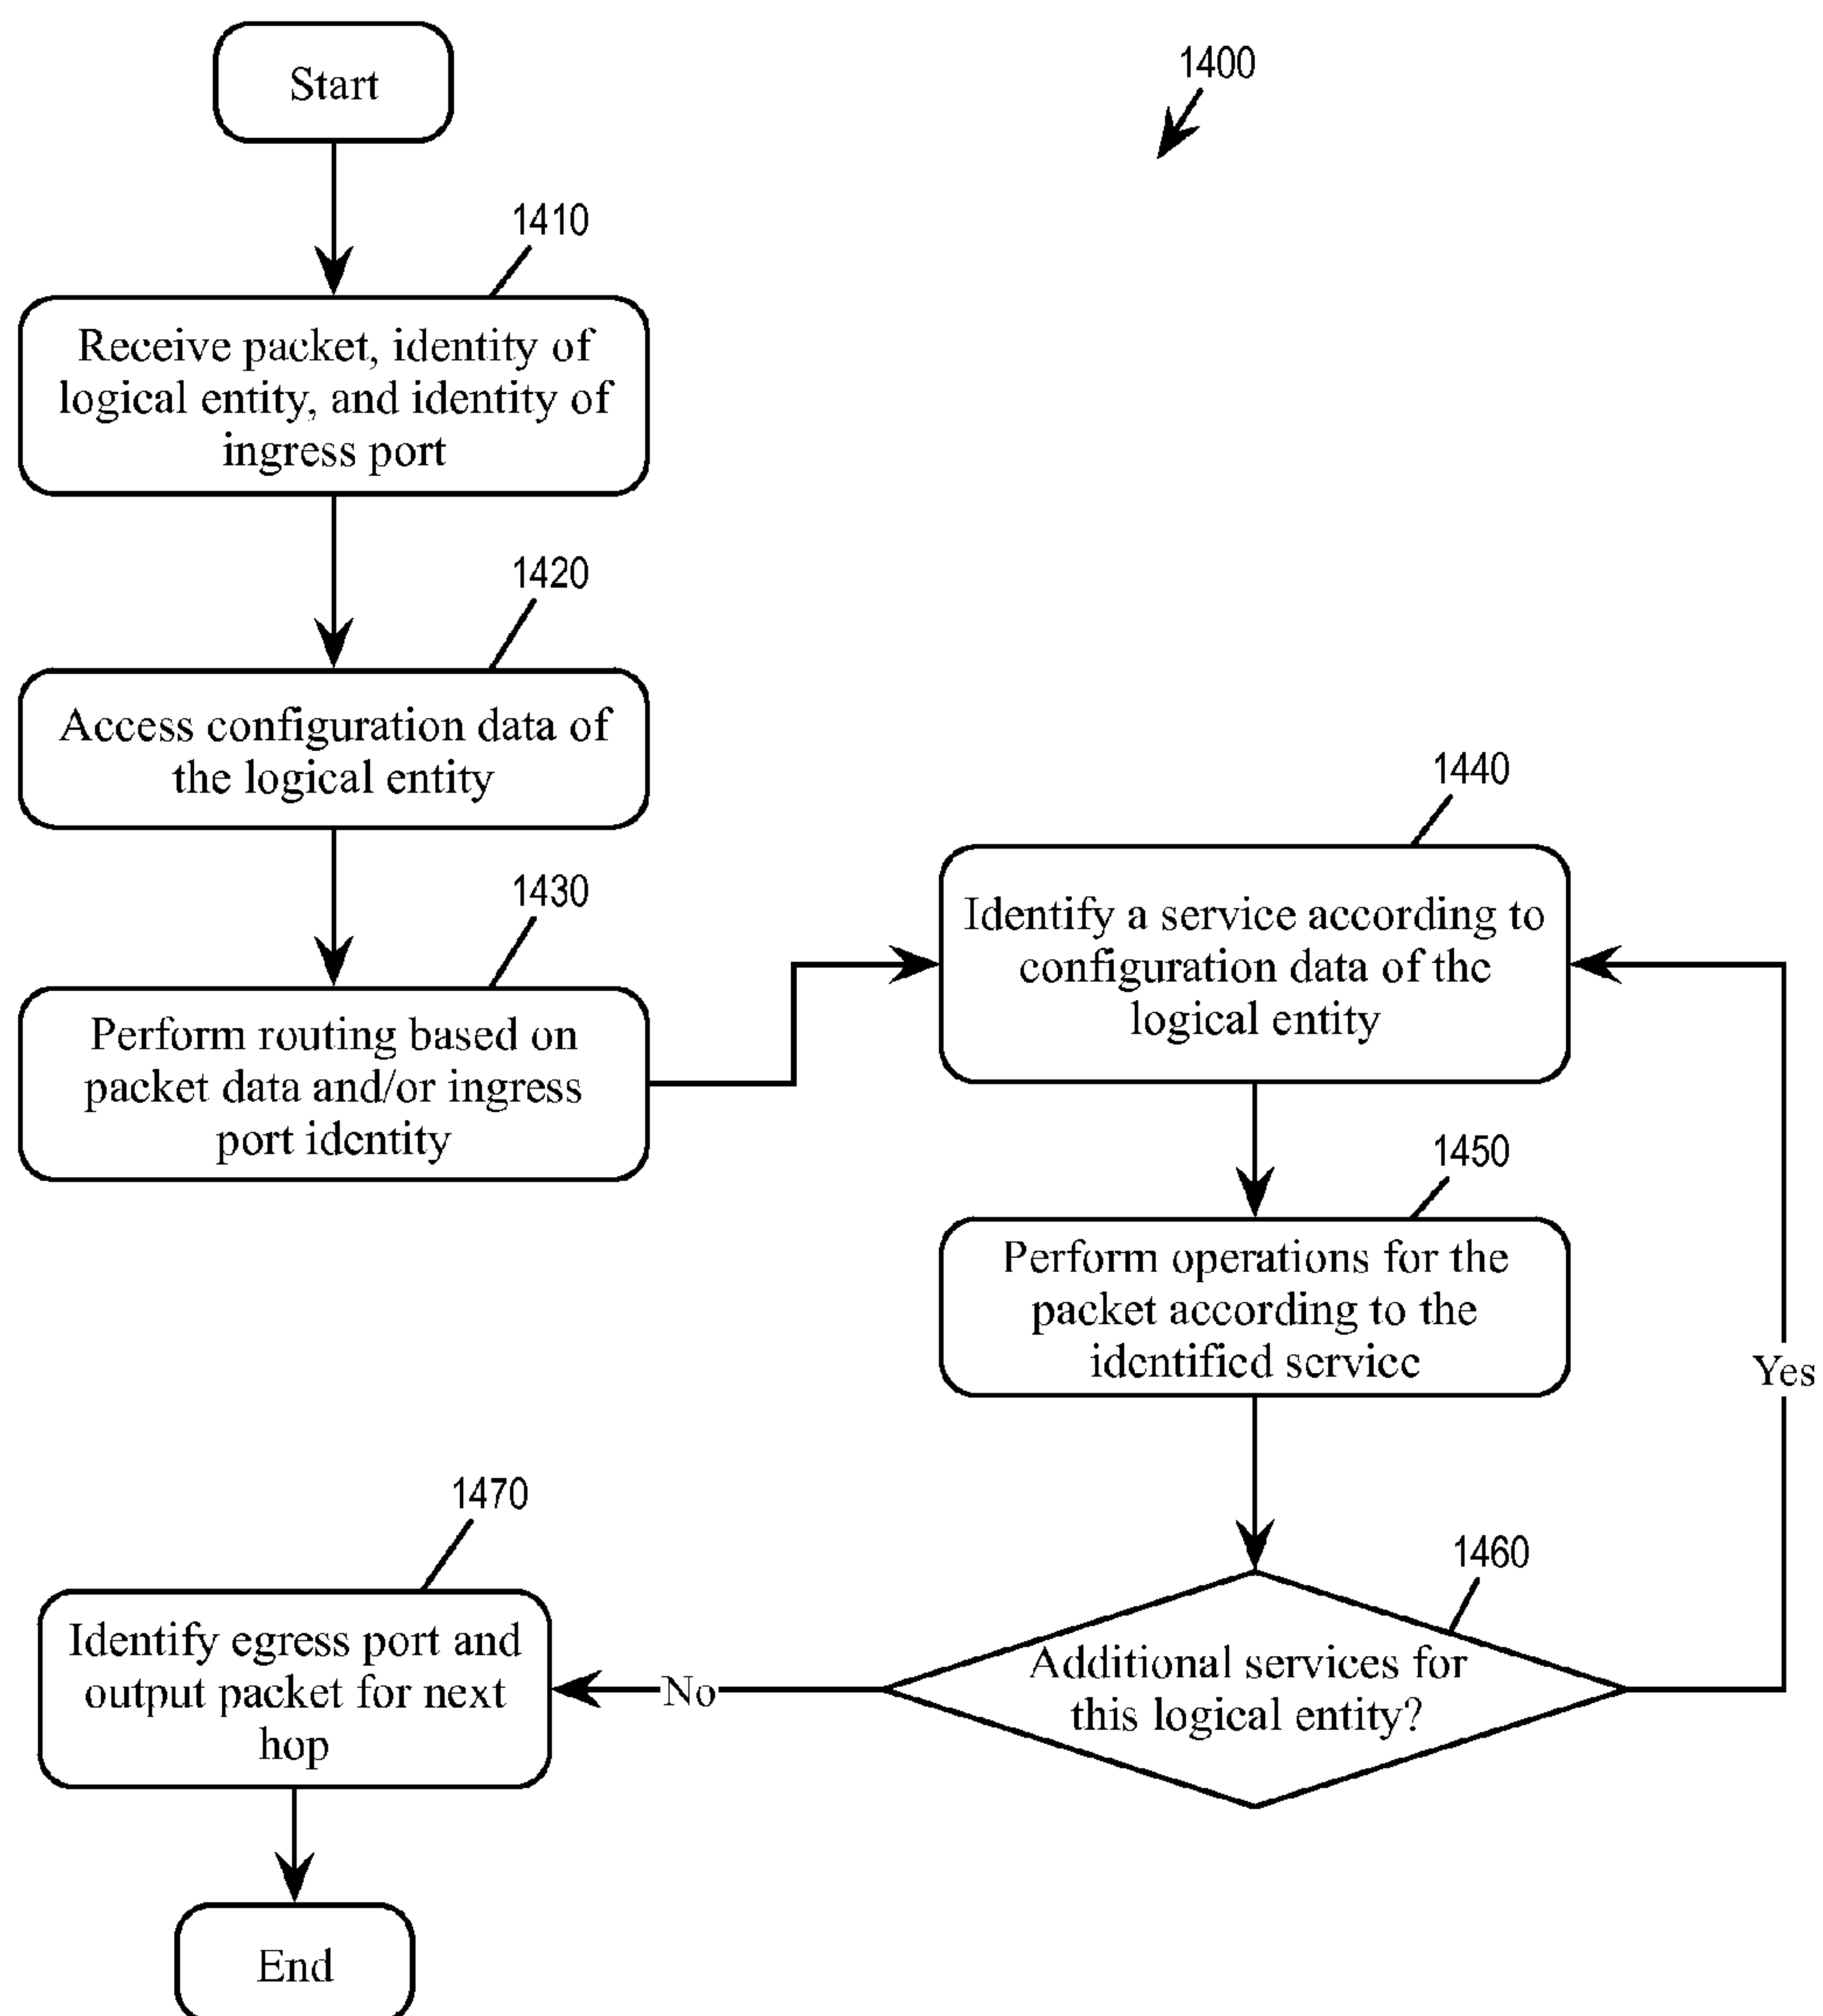 Start
1400
1410
Receive packet, identity of
logical entity, and identity of
ingress port
1420
Access configuration data of
the logical entity
1430
Perform routing based on
packet data and/or ingress
port identity
1440
Identify a service according to
configuration data of the
logical entity
1450
Perform operations for the
packet according to the
identified service
Yes
1460
Additional services for
this logical entity?
No
1470
Identify egress port and
output packet for next
hop
End